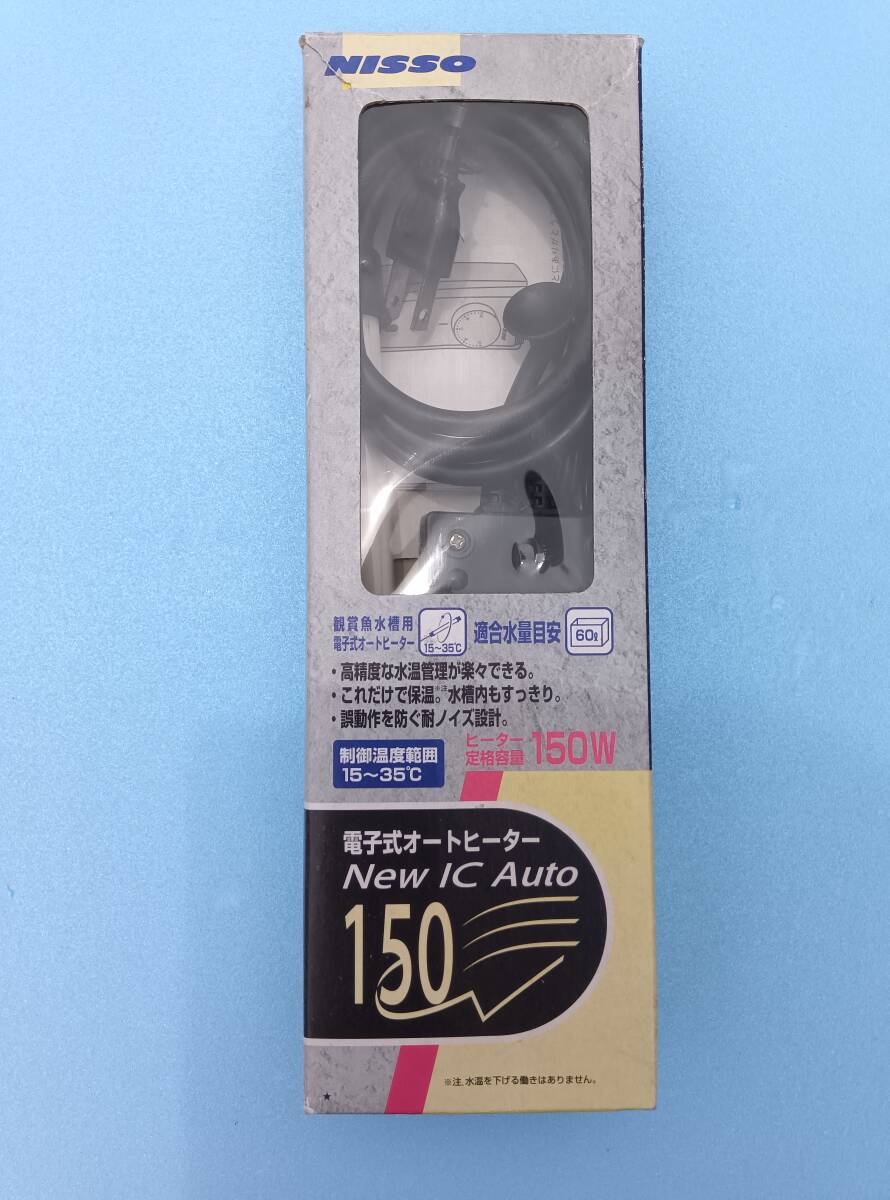 NISSO
観賞魚水槽用
電子式オートヒーター
15~35℃
適合水量目安
60ℓ
・高精度な水温管理が楽々できる。
・これだけで保温。※注 水槽内もすっきり。
・誤動作を防ぐ耐ノイズ設計。
制御温度範囲
15~35℃
ヒーター
定格容量 150W
電子式オートヒーター
New IC Auto
150
※注、水温を下げる働きはありません。
★